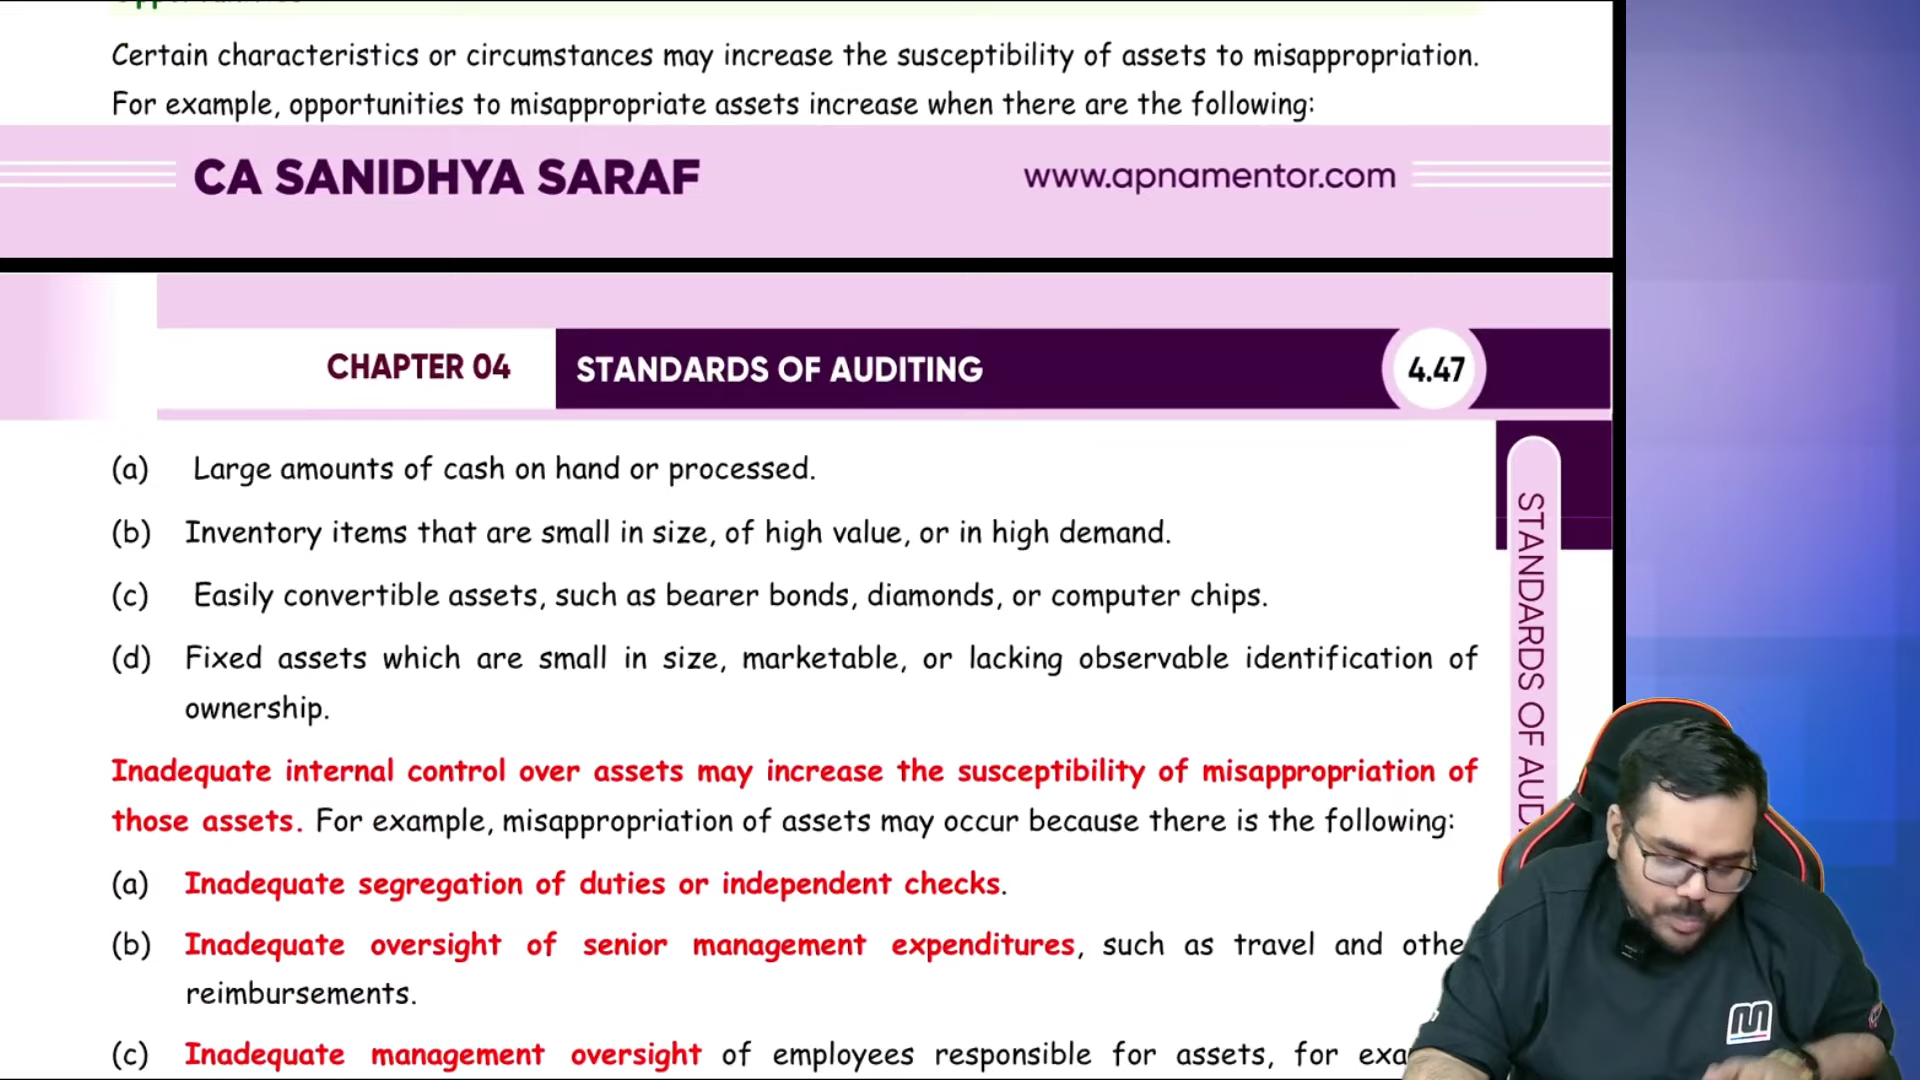 Certain characteristics or circumstances may increase the susceptibility of assets to misappropriation.
For example, opportunities to misappropriate assets increase when there are the following:
CA SANIDHYA SARAF
www.apnamentor.com
CHAPTER 04
STANDARDS OF AUDITING
4.47
(a) Large amounts of cash on hand or processed.
(b) Inventory items that are small in size, of high value, or in high demand.
(c) Easily convertible assets, such as bearer bonds, diamonds, or computer chips.
(d) Fixed assets which are small in size, marketable, or lacking observable identification of
ownership.
Inadequate internal control over assets may increase the susceptibility of misappropriation of
those assets. For example, misappropriation of assets may occur because there is the following:
(a) Inadequate segregation of duties or independent checks.
(b) Inadequate oversight of senior management expenditures, such as travel and othe
reimbursements.
(c) Inadequate management oversight of employees responsible for assets, for exa
STANDARDS OF AUD